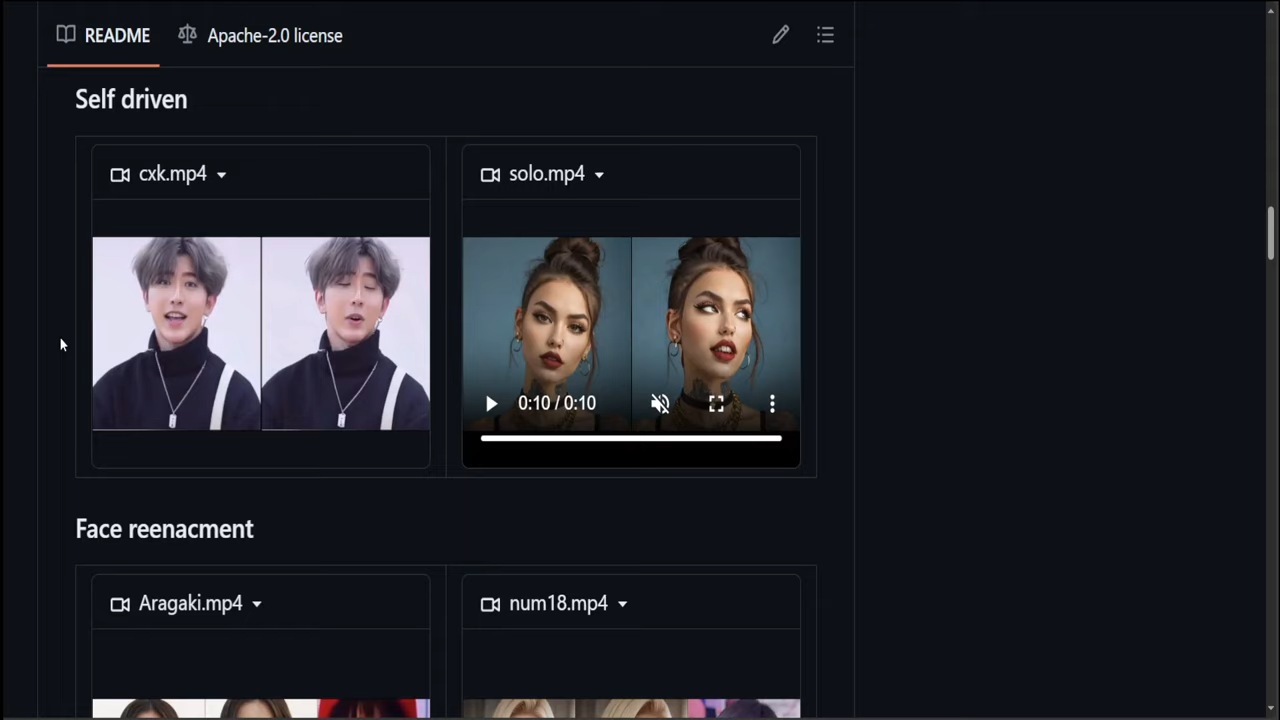 README
Apache-2.0 license
Self driven
cxk.mp4
solo.mp4
0:10 / 0:10
Face reenacment
Aragaki.mp4
num18.mp4